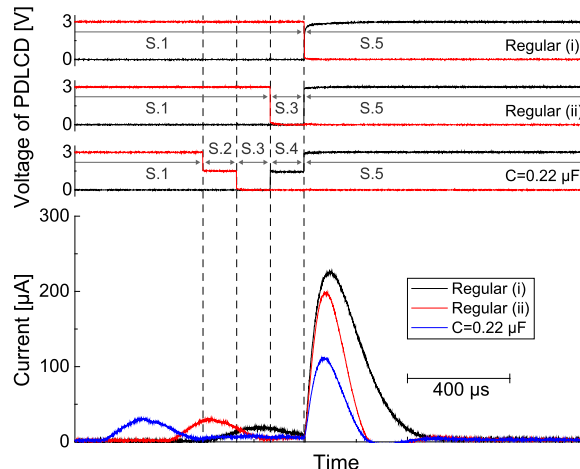 Voltage of PDLCD [V]
3
0
S.1
S.5
Regular (i)
3
0
S.1
S.3
S.5
Regular (ii)
3
0
S.1
S.2
S.3
S.4
S.5
C=0.22 µF
Current [µA]
300
200
100
0
Regular (i)
Regular (ii)
C=0.22 µF
400 µs
Time